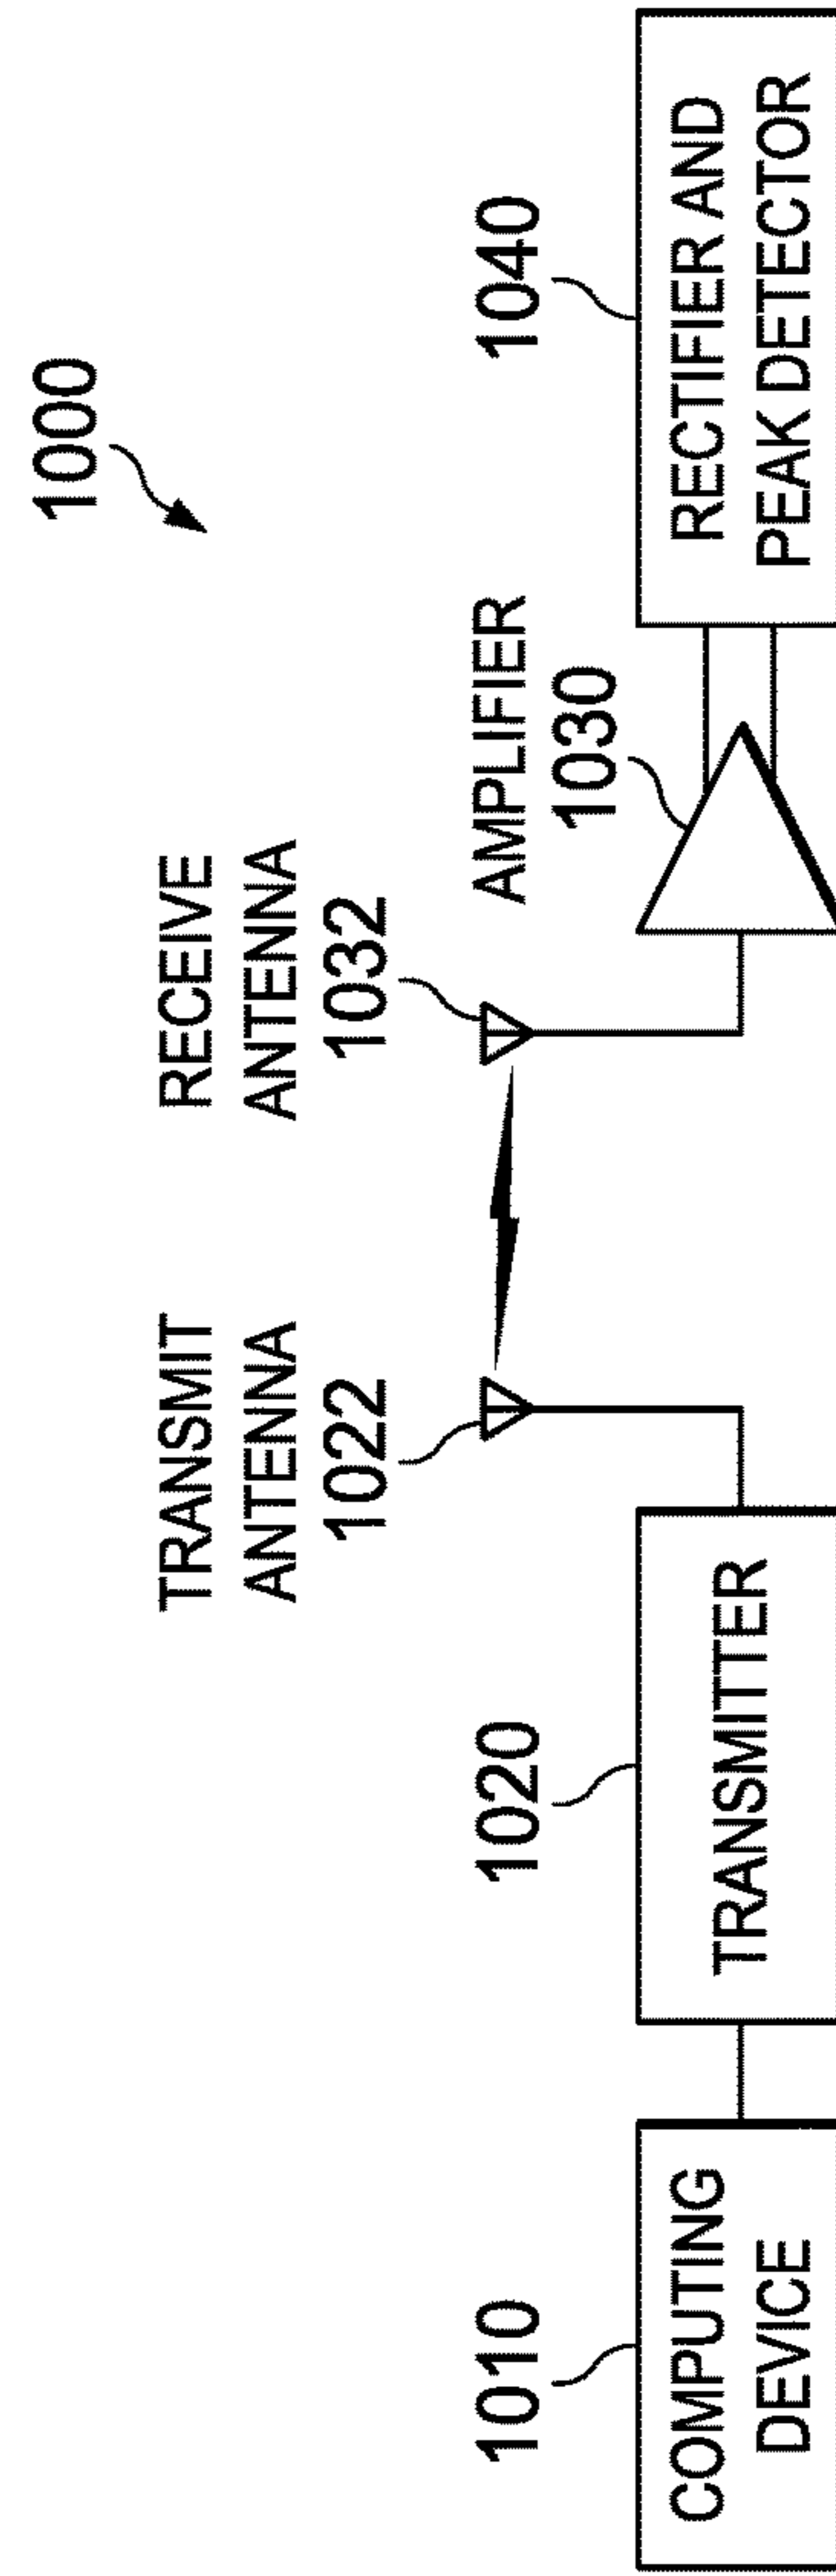 1000
TRANSMIT
ANTENNA
1022
RECEIVE
ANTENNA
1032
1010
1020
AMPLIFIER
1030
1040
COMPUTING
DEVICE
TRANSMITTER
RECTIFIER AND
PEAK DETECTOR